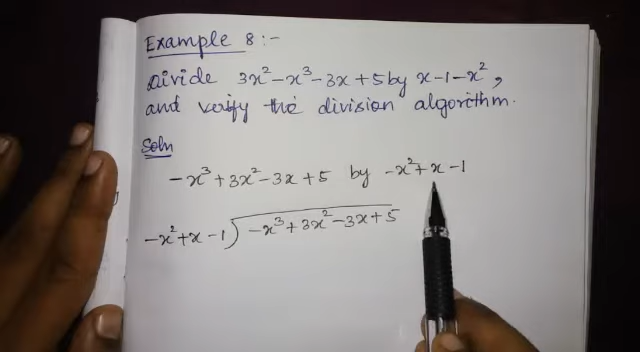 Example 8 :-
Divide 3x² - x³ - 3x + 5 by x - 1 - x²,
and verify the division algorithm.
Soln
-x³ + 3x² - 3x + 5 by -x² + x - 1
-x² + x - 1 ) -x³ + 3x² - 3x + 5